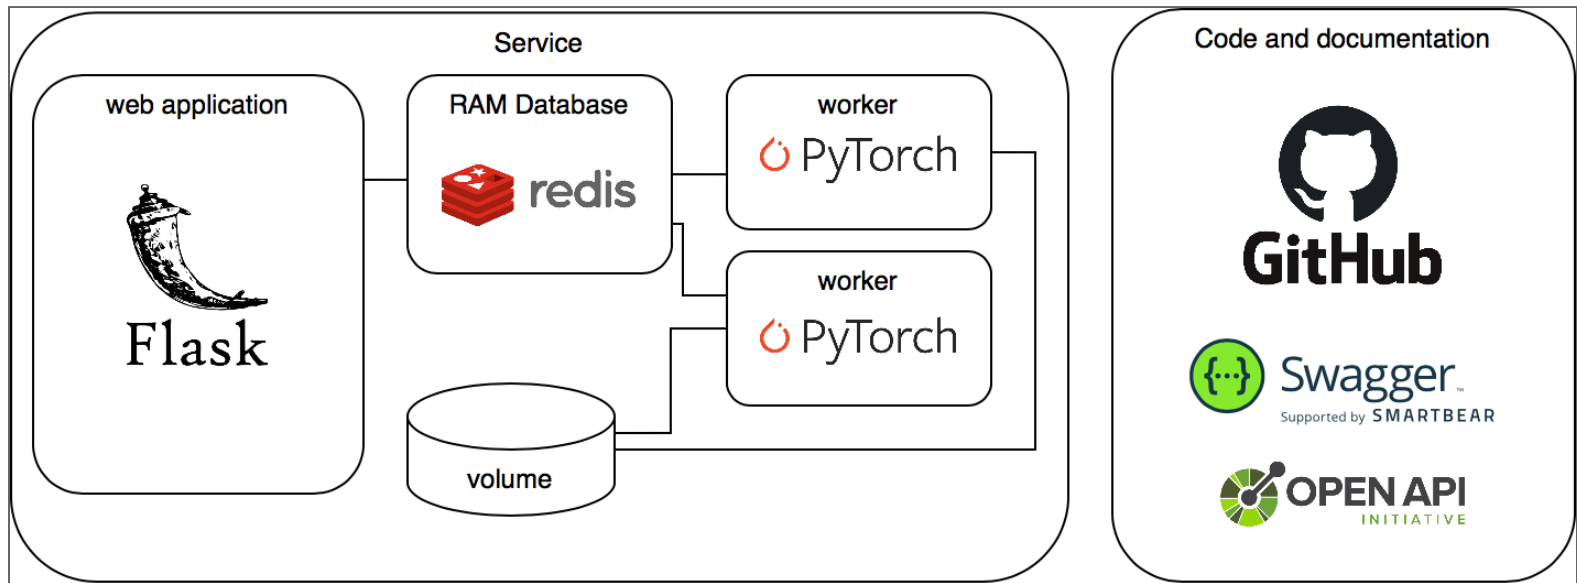 Service
web application
Flask
RAM Database
redis
worker
PyTorch
worker
PyTorch
volume
Code and documentation
GitHub
{···} Swagger™
Supported by SMARTBEAR
OPEN API
INITIATIVE